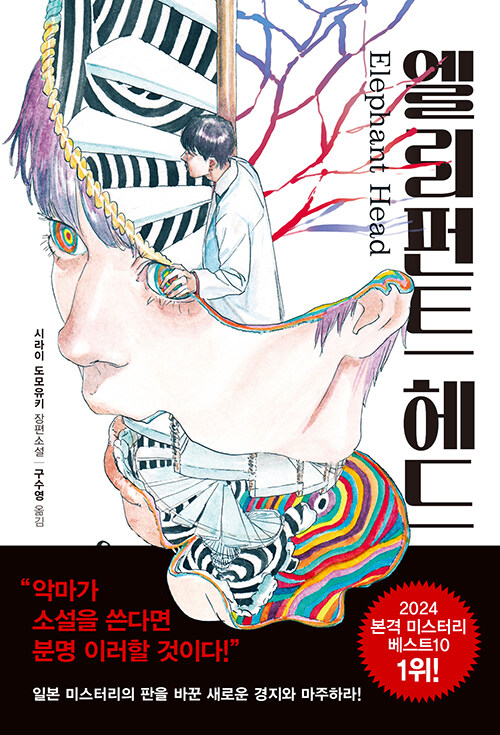 엘리펀트 헤드
Elephant Head
시라이 도모유키 장편소설 | 구수영 옮김
“악마가
소설을 쓴다면
분명 이러할 것이다!”
일본 미스터리의 판을 바꾼 새로운 경지와 마주하라!
2024
본격 미스터리
베스트10
1위!